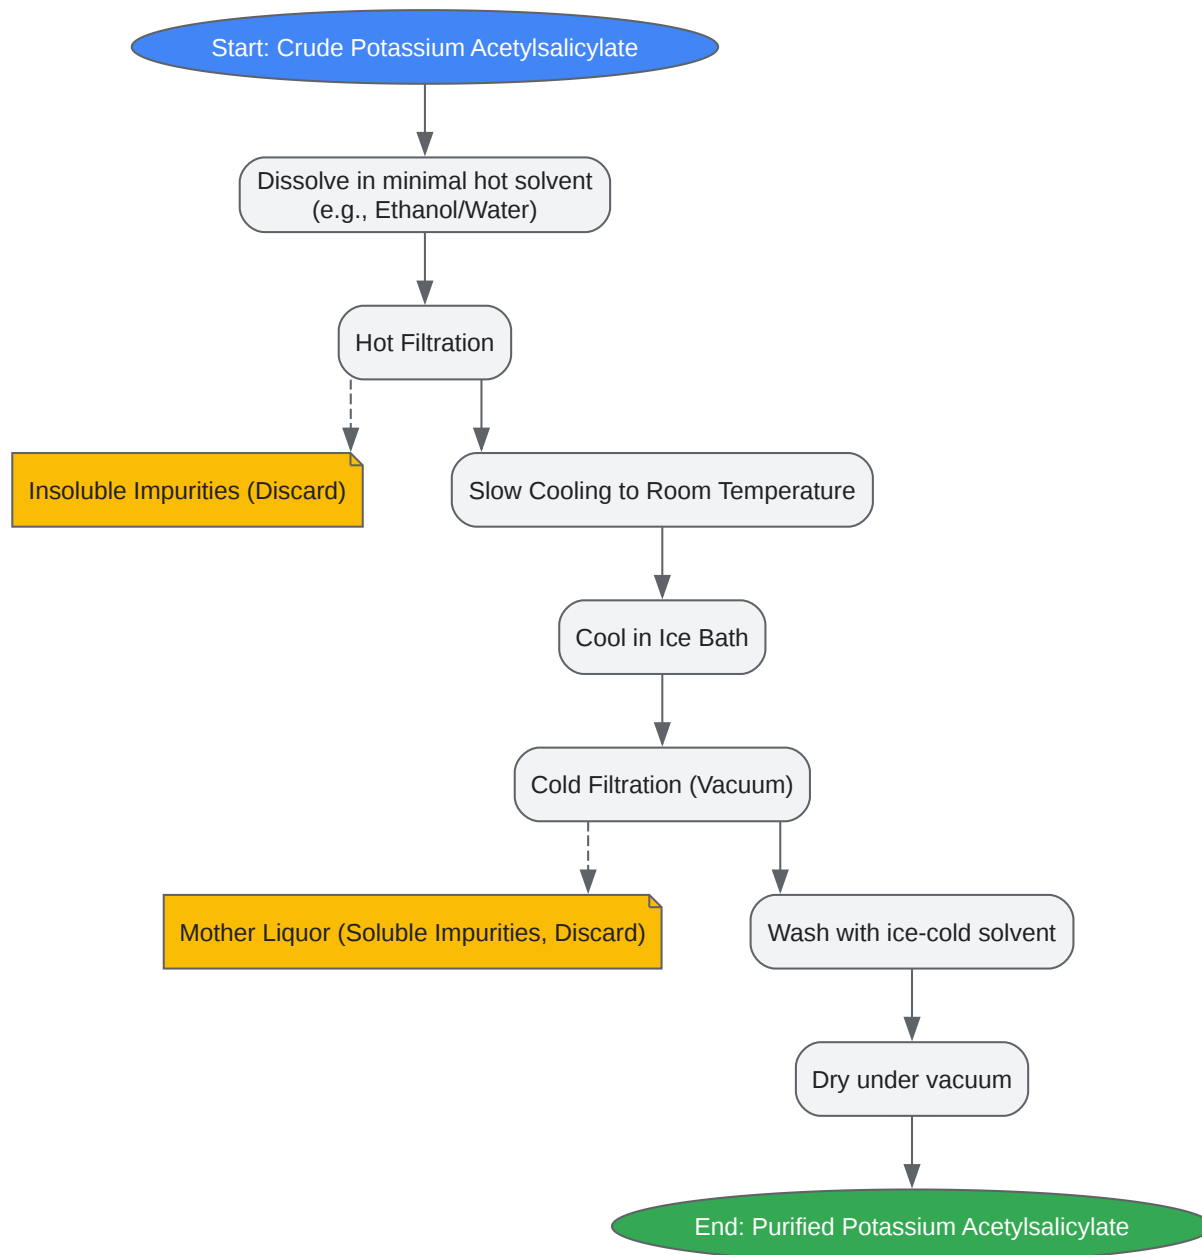 Start: Crude Potassium Acetylsalicylate
Dissolve in minimal hot solvent
(e.g., Ethanol/Water)
Hot Filtration
Insoluble Impurities (Discard)
Slow Cooling to Room Temperature
Cool in Ice Bath
Cold Filtration (Vacuum)
Mother Liquor (Soluble Impurities, Discard)
Wash with ice-cold solvent
Dry under vacuum
End: Purified Potassium Acetylsalicylate